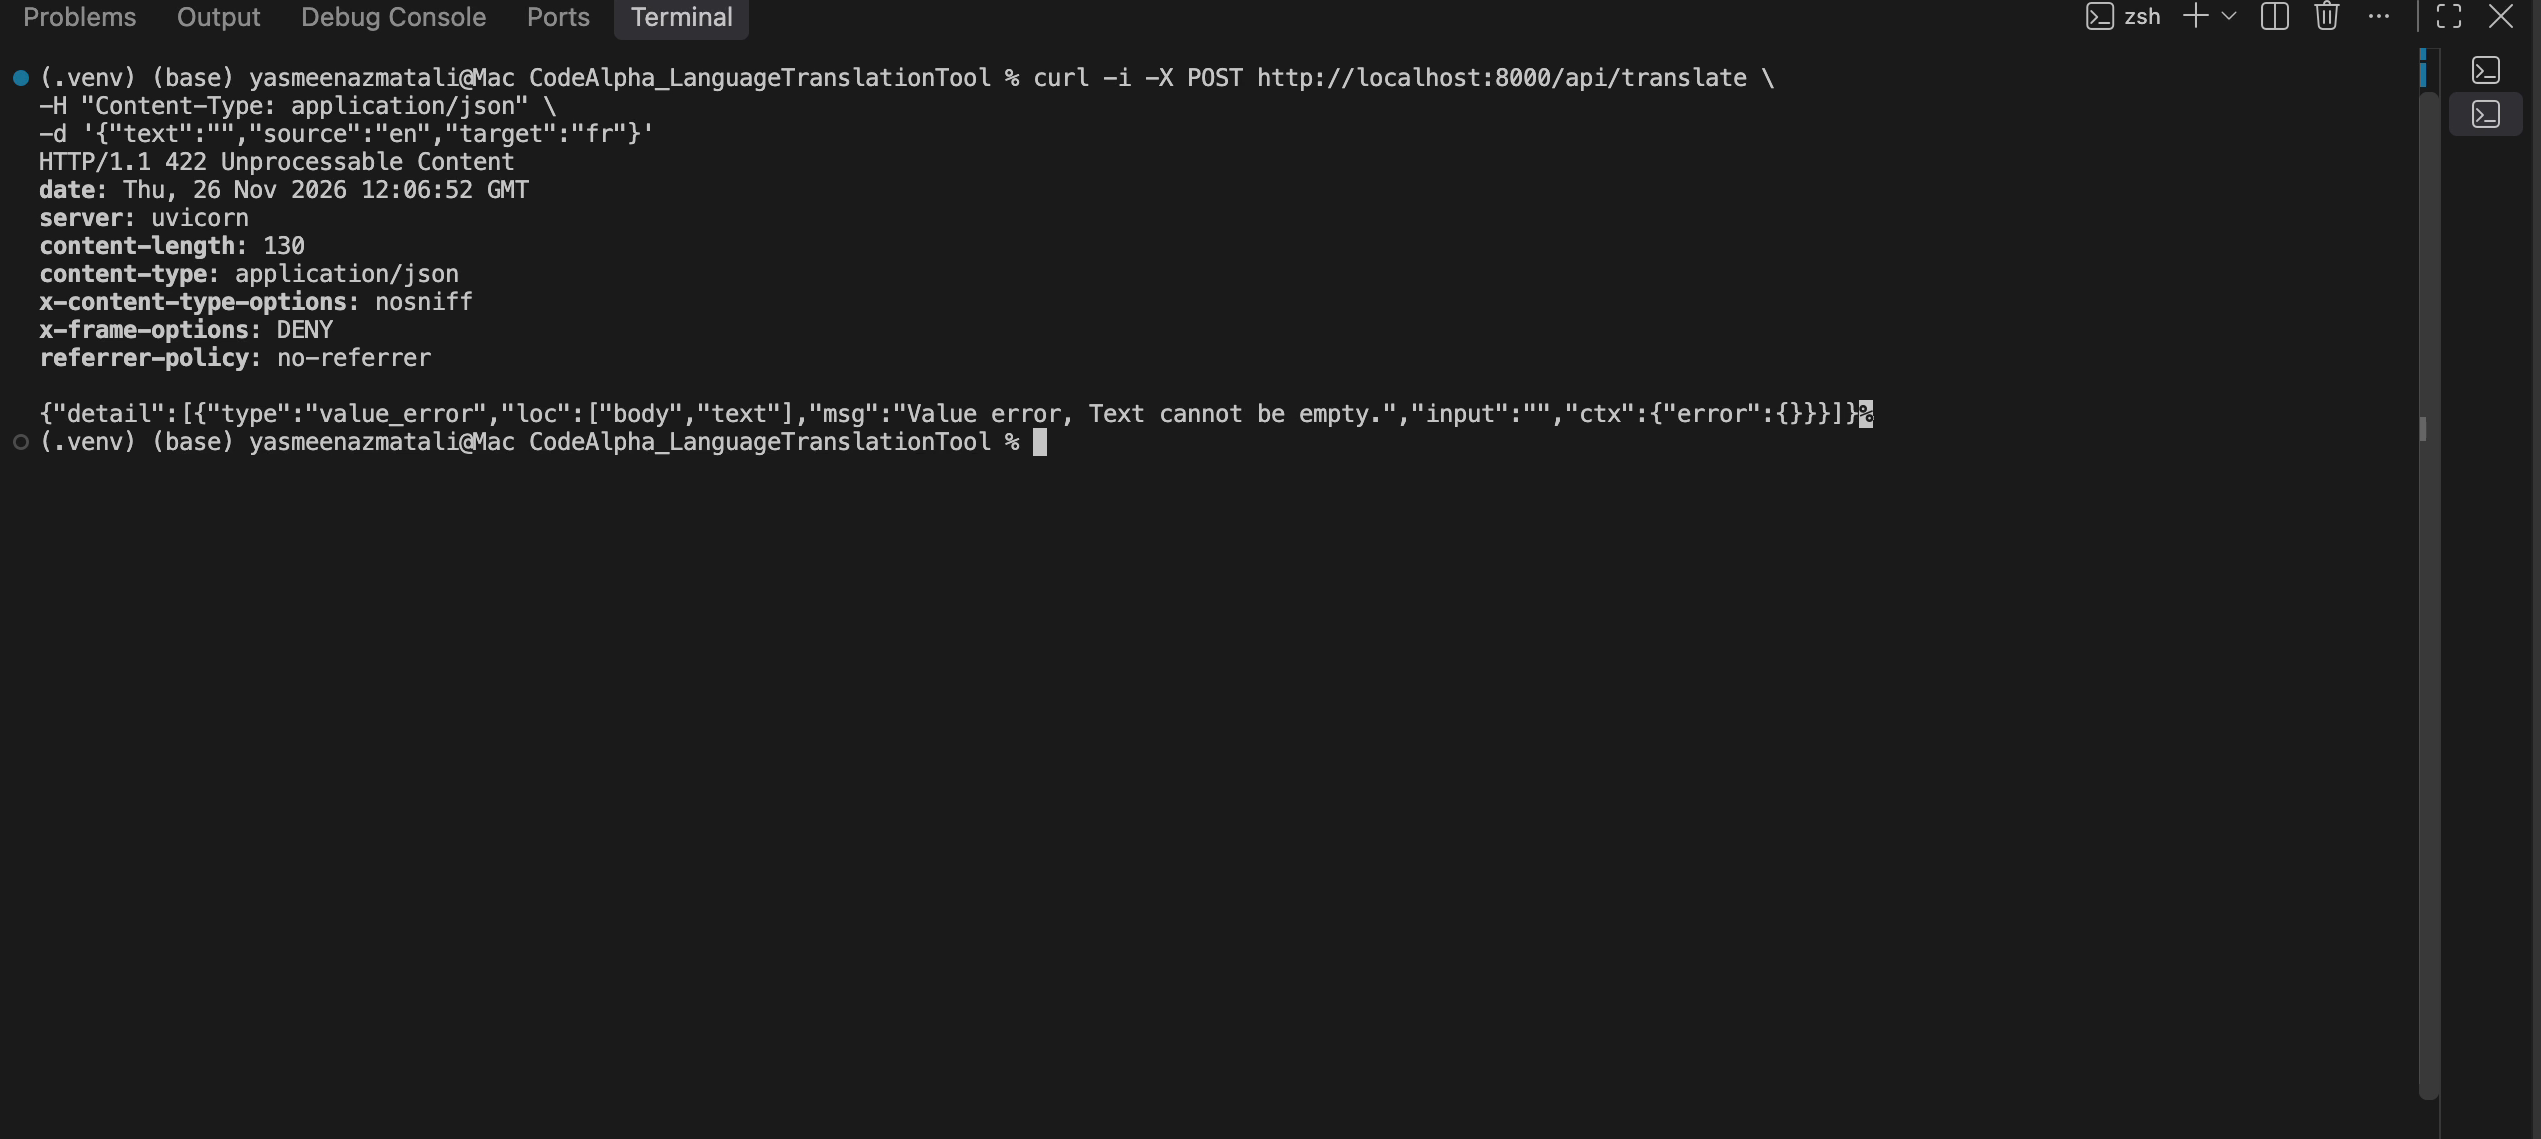 Problems Output Debug Console Ports Terminal zsh
(.venv) (base) yasmeenazmatali@Mac CodeAlpha_LanguageTranslationTool % curl -i -X POST http://localhost:8000/api/translate \
-H "Content-Type: application/json" \
-d '{"text":"","source":"en","target":"fr"}'
HTTP/1.1 422 Unprocessable Content
date: Thu, 26 Nov 2026 12:06:52 GMT
server: uvicorn
content-length: 130
content-type: application/json
x-content-type-options: nosniff
x-frame-options: DENY
referrer-policy: no-referrer

{"detail":[{"type":"value_error","loc":["body","text"],"msg":"Value error, Text cannot be empty.","input":"","ctx":{"error":{}}}]}%
(.venv) (base) yasmeenazmatali@Mac CodeAlpha_LanguageTranslationTool %